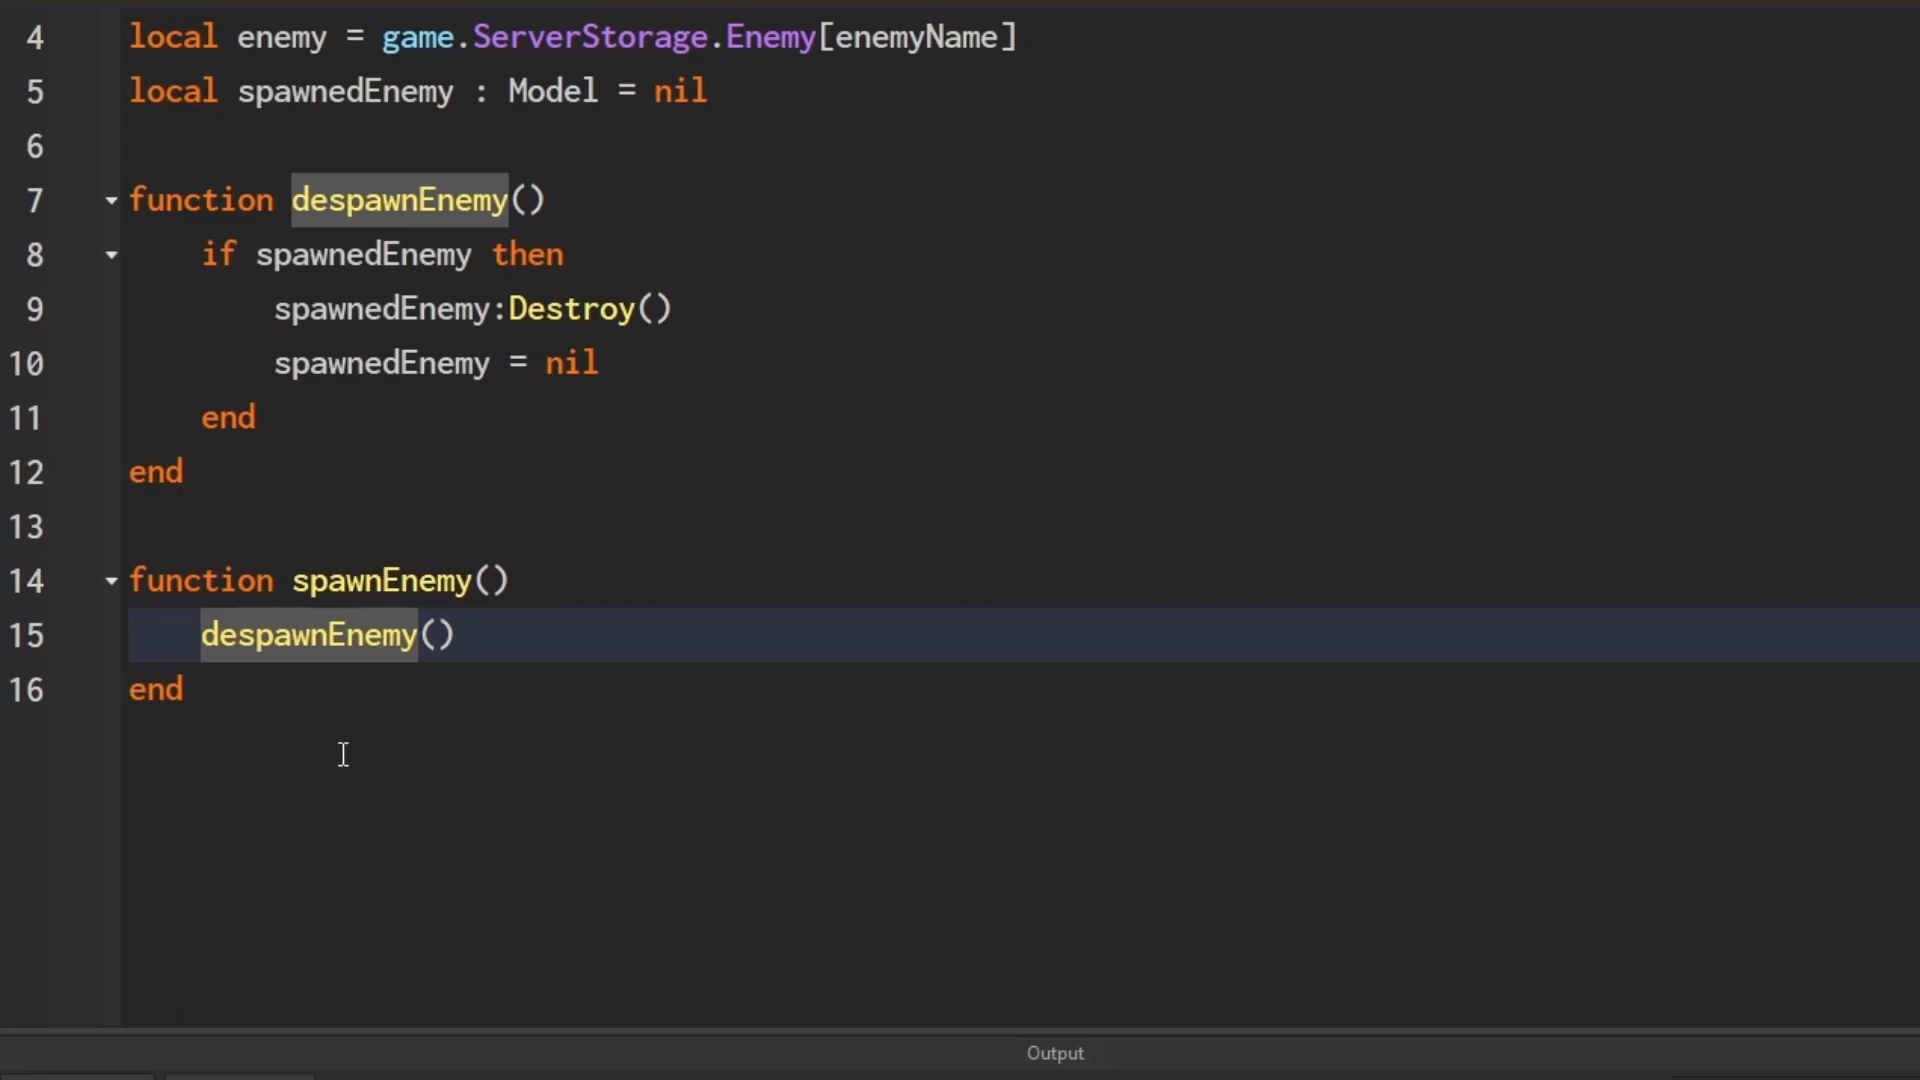 4 local enemy = game.ServerStorage.Enemy[enemyName]
5 local spawnedEnemy : Model = nil
6
7 function despawnEnemy()
8 if spawnedEnemy then
9 spawnedEnemy:Destroy()
10 spawnedEnemy = nil
11 end
12 end
13
14 function spawnEnemy()
15 despawnEnemy()
16 end
Output